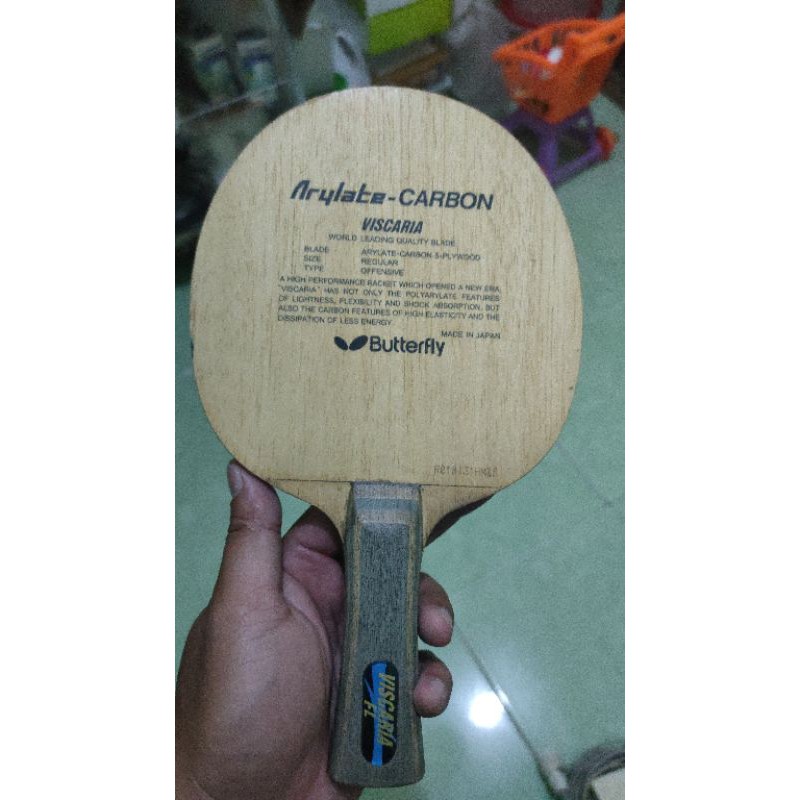 Arylate-CARBON
VISCARIA
WORLD LEADING QUALITY BLADE
BLADE ARYLATE-CARBON 5-PLYWOOD
SIZE REGULAR
TYPE OFFENSIVE
A HIGH PERFORMANCE RACKET WHICH OPENED A NEW ERA.
"VISCARIA" HAS NOT ONLY THE POLYARYLATE FEATURES
OF LIGHTNESS, FLEXIBILITY AND SHOCK ABSORPTION, BUT
ALSO THE CARBON FEATURES OF HIGH ELASTICITY AND THE
DISSIPATION OF LESS ENERGY.
MADE IN JAPAN
Butterfly
VISCARIA
FL